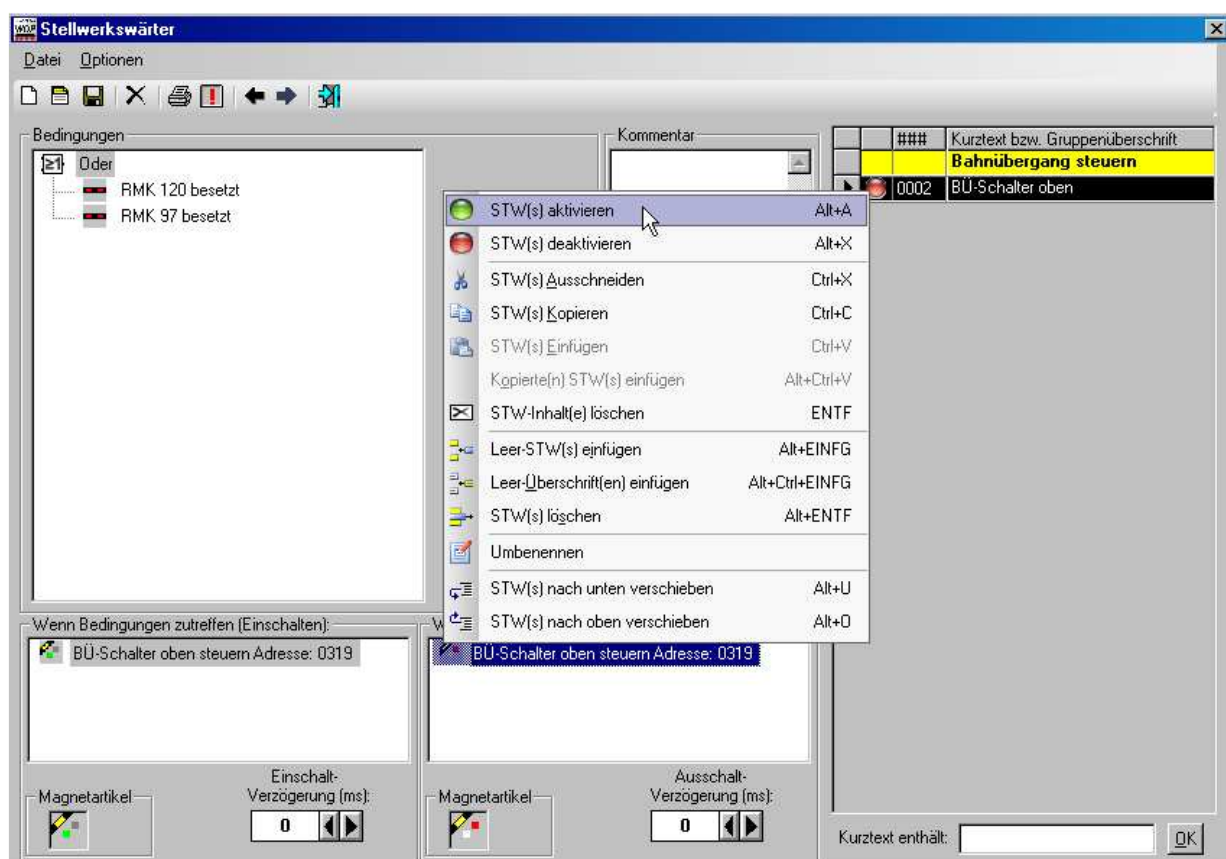 Stellwerkswärter
Datei Optionen
Bedingungen
≥1 Oder
RMK 120 besetzt
RMK 97 besetzt
Kommentar
### Kurztext bzw. Gruppenüberschrift
Bahnübergang steuern
0002 BÜ-Schalter oben
STW(s) aktivieren Alt+A
STW(s) deaktivieren Alt+X
STW(s) Ausschneiden Ctrl+X
STW(s) Kopieren Ctrl+C
STW(s) Einfügen Ctrl+V
Kopierte(n) STW(s) einfügen Alt+Ctrl+V
STW-Inhalt(e) löschen ENTF
Leer-STW(s) einfügen Alt+EINFG
Leer-Überschrift(en) einfügen Alt+Ctrl+EINFG
STW(s) löschen Alt+ENTF
Umbenennen
STW(s) nach unten verschieben Alt+U
STW(s) nach oben verschieben Alt+O
Wenn Bedingungen zutreffen (Einschalten):
BÜ-Schalter oben steuern Adresse: 0319
BÜ-Schalter oben steuern Adresse: 0319
Magnetartikel
Einschalt-
Verzögerung (ms):
0
Magnetartikel
Ausschalt-
Verzögerung (ms):
0
Kurztext enthält: OK